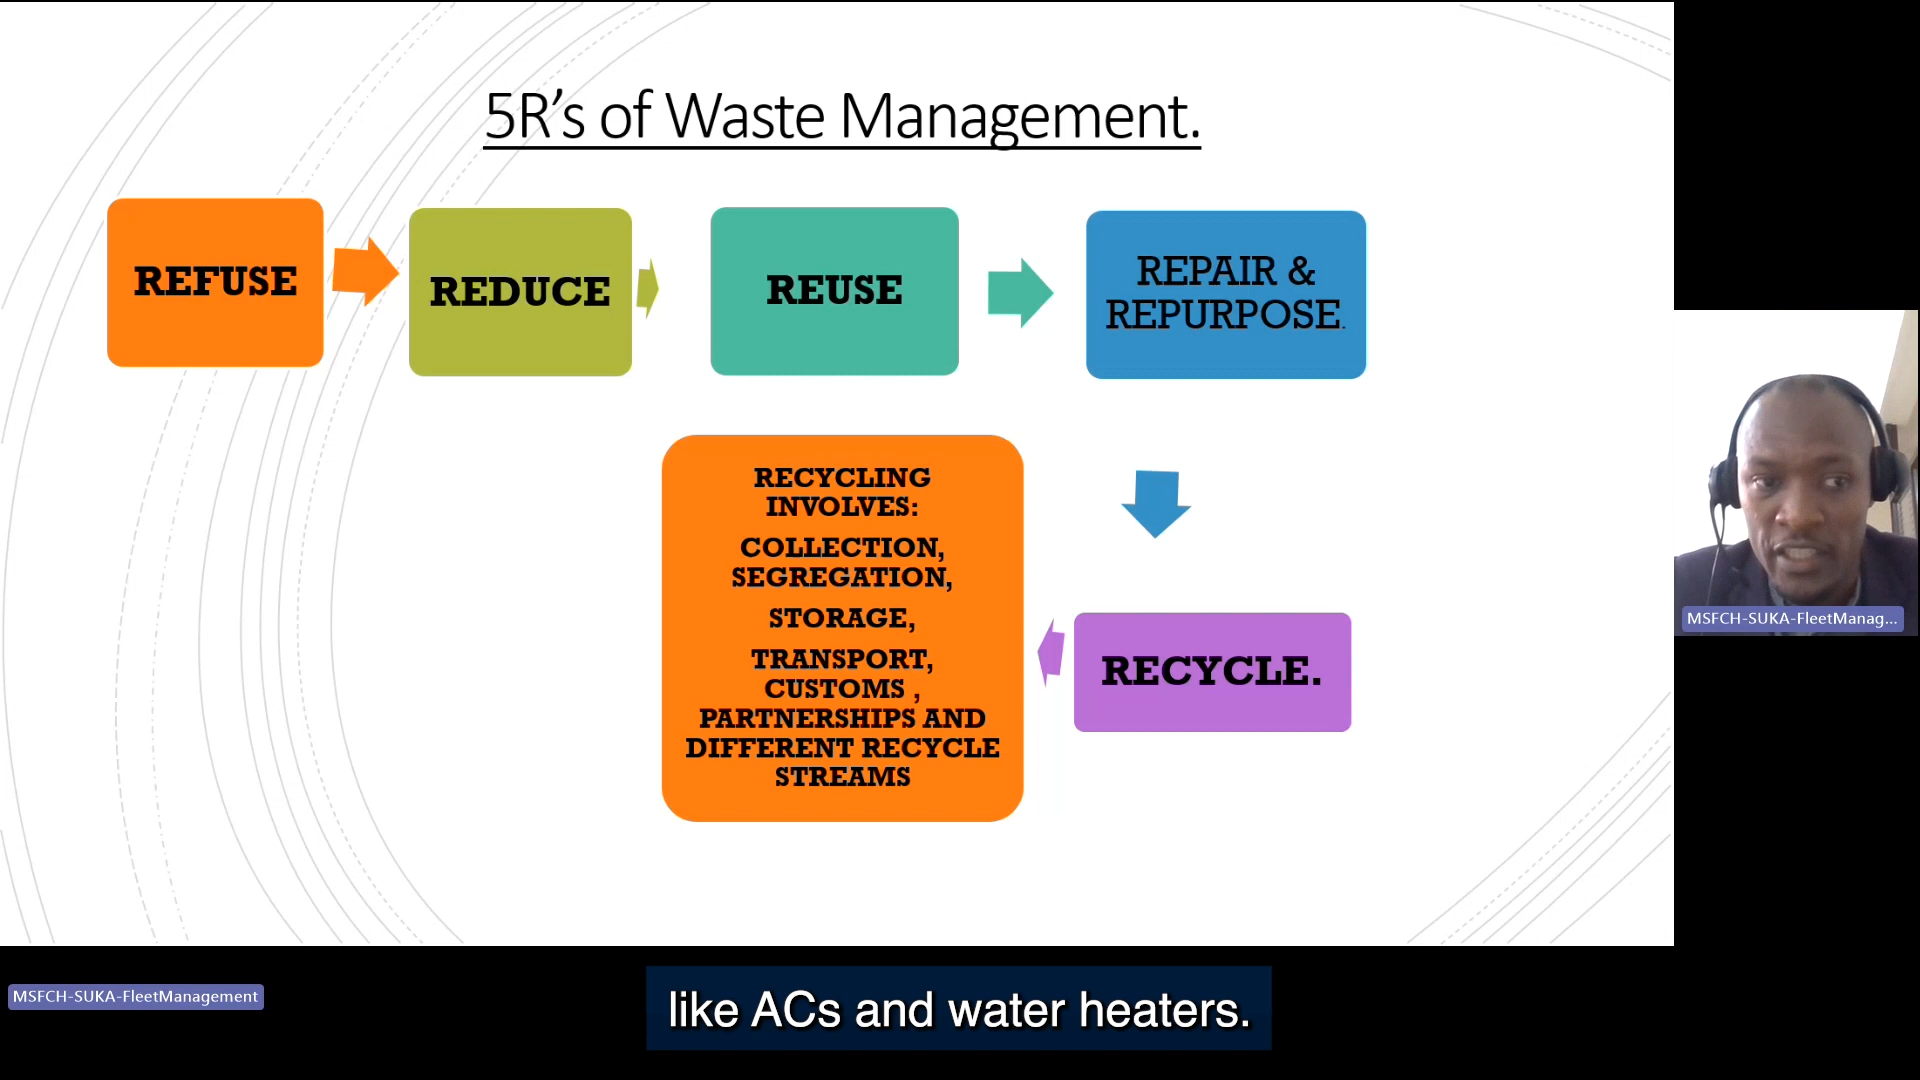 5R’s of Waste Management.
REFUSE
REDUCE
REUSE
REPAIR &
REPURPOSE.
RECYCLING
INVOLVES:
COLLECTION,
SEGREGATION,
STORAGE,
TRANSPORT,
CUSTOMS ,
PARTNERSHIPS AND
DIFFERENT RECYCLE
STREAMS
RECYCLE.
MSFCH-SUKA-FleetManag...
MSFCH-SUKA-FleetManagement
like ACs and water heaters.